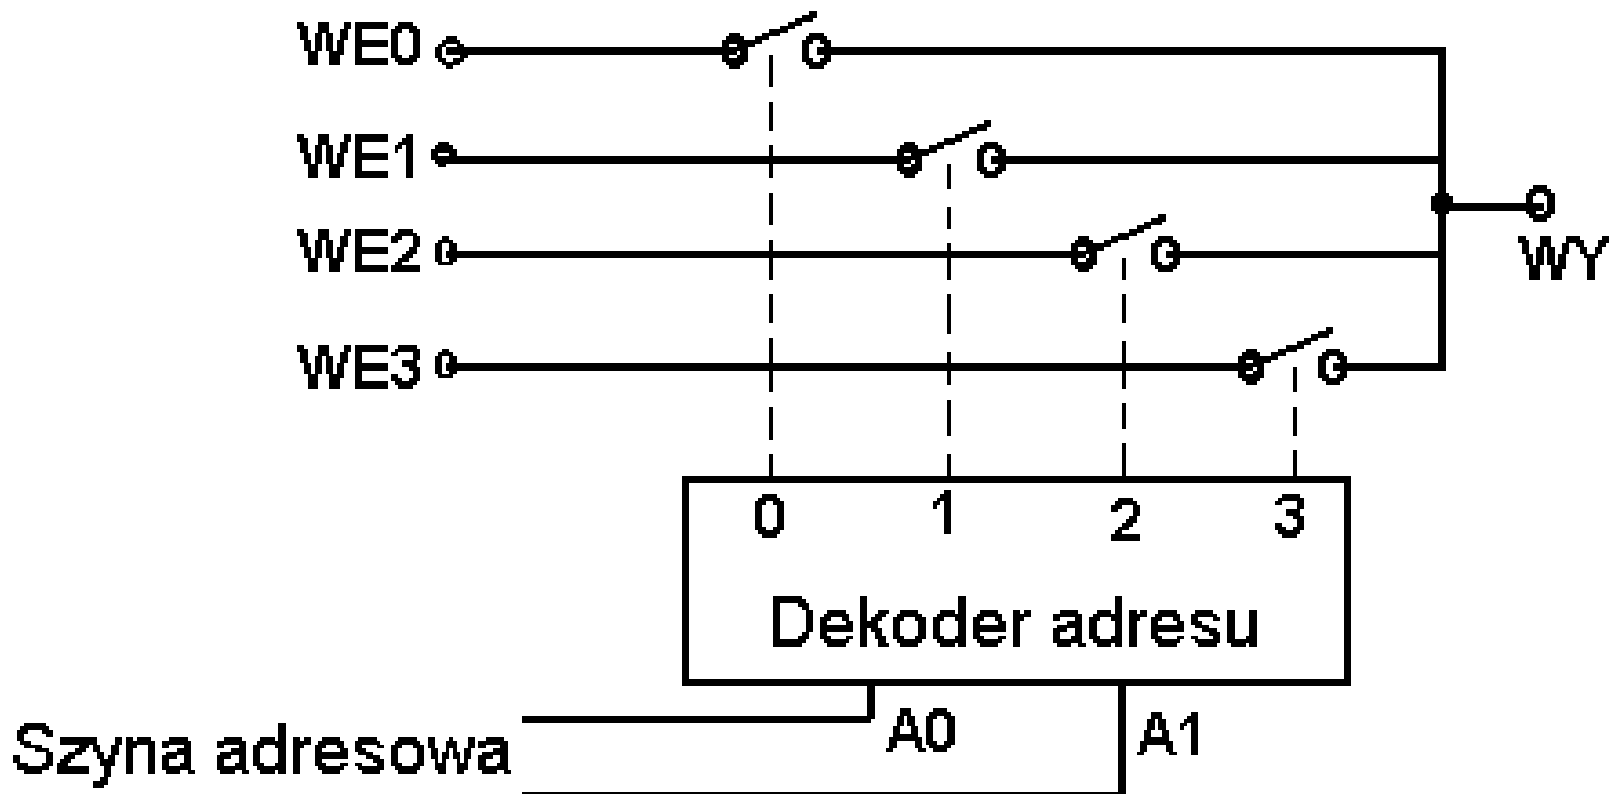 WE0
WE1
WE2
WY
WE3
0 1 2 3
Dekoder adresu
A0 A1
Szyna adresowa